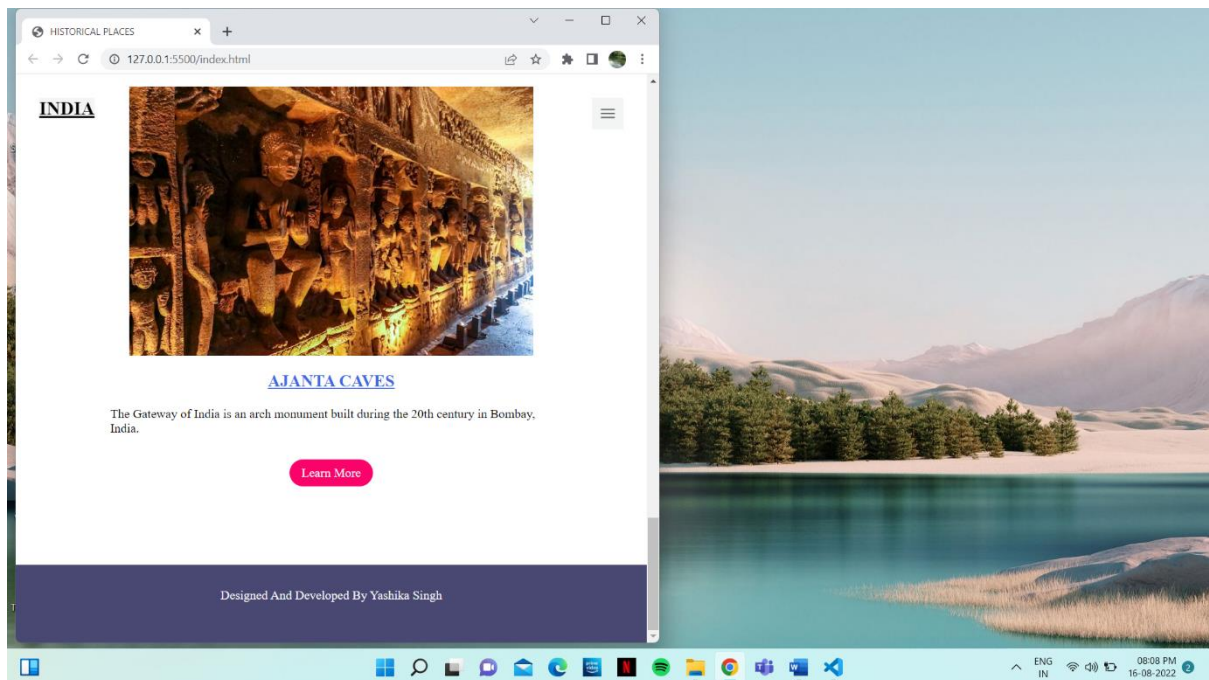 HISTORICAL PLACES
127.0.0.1:5500/index.html
INDIA
AJANTA CAVES
The Gateway of India is an arch monument built during the 20th century in Bombay,
India.
Learn More
Designed And Developed By Yashika Singh
ENG
IN
08:08 PM
16-08-2022
2